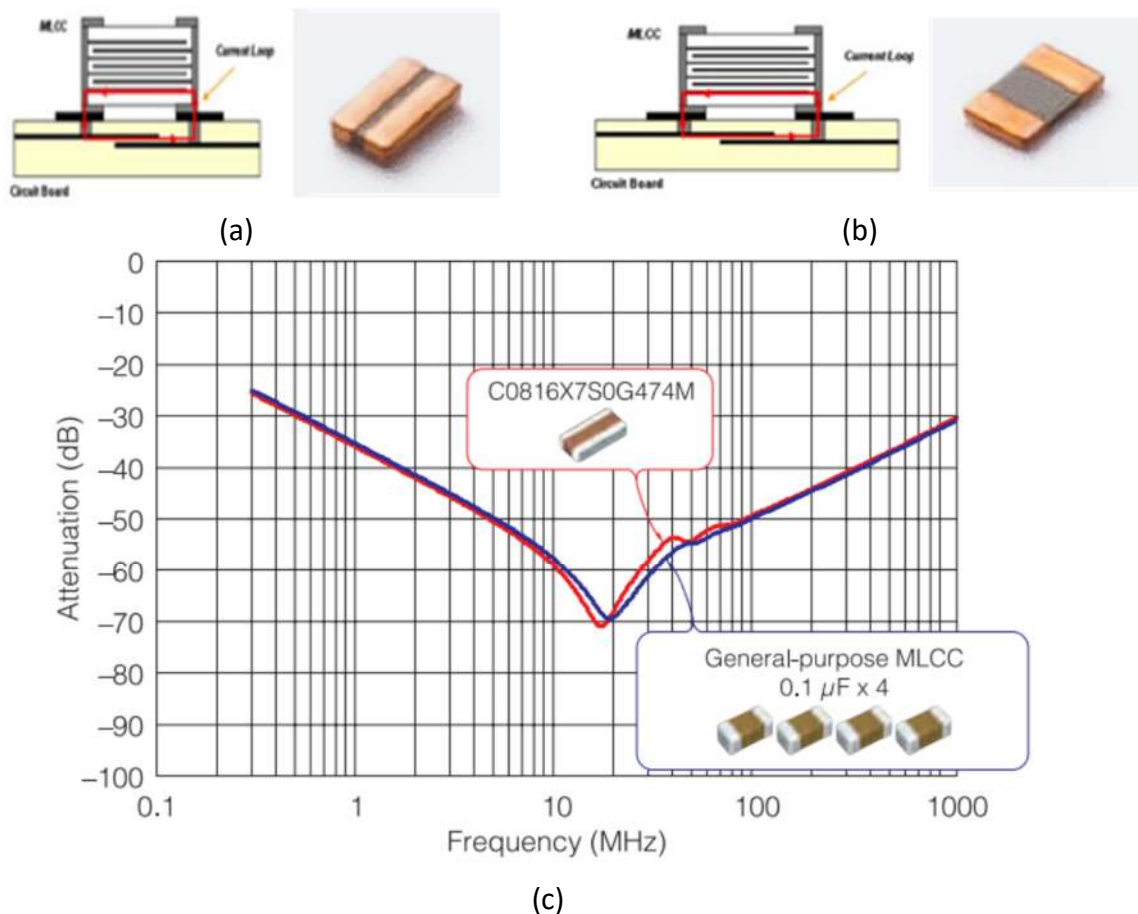 MLCC
Current Loop
Circuit Board
(a)
MLCC
Current Loop
Circuit Board
(b)
0
–10
–20
–30
–40
–50
–60
–70
–80
–90
–100
Attenuation (dB)
C0816X7S0G474M
General-purpose MLCC
0.1 µF x 4
0.1
1
10
100
1000
Frequency (MHz)
(c)